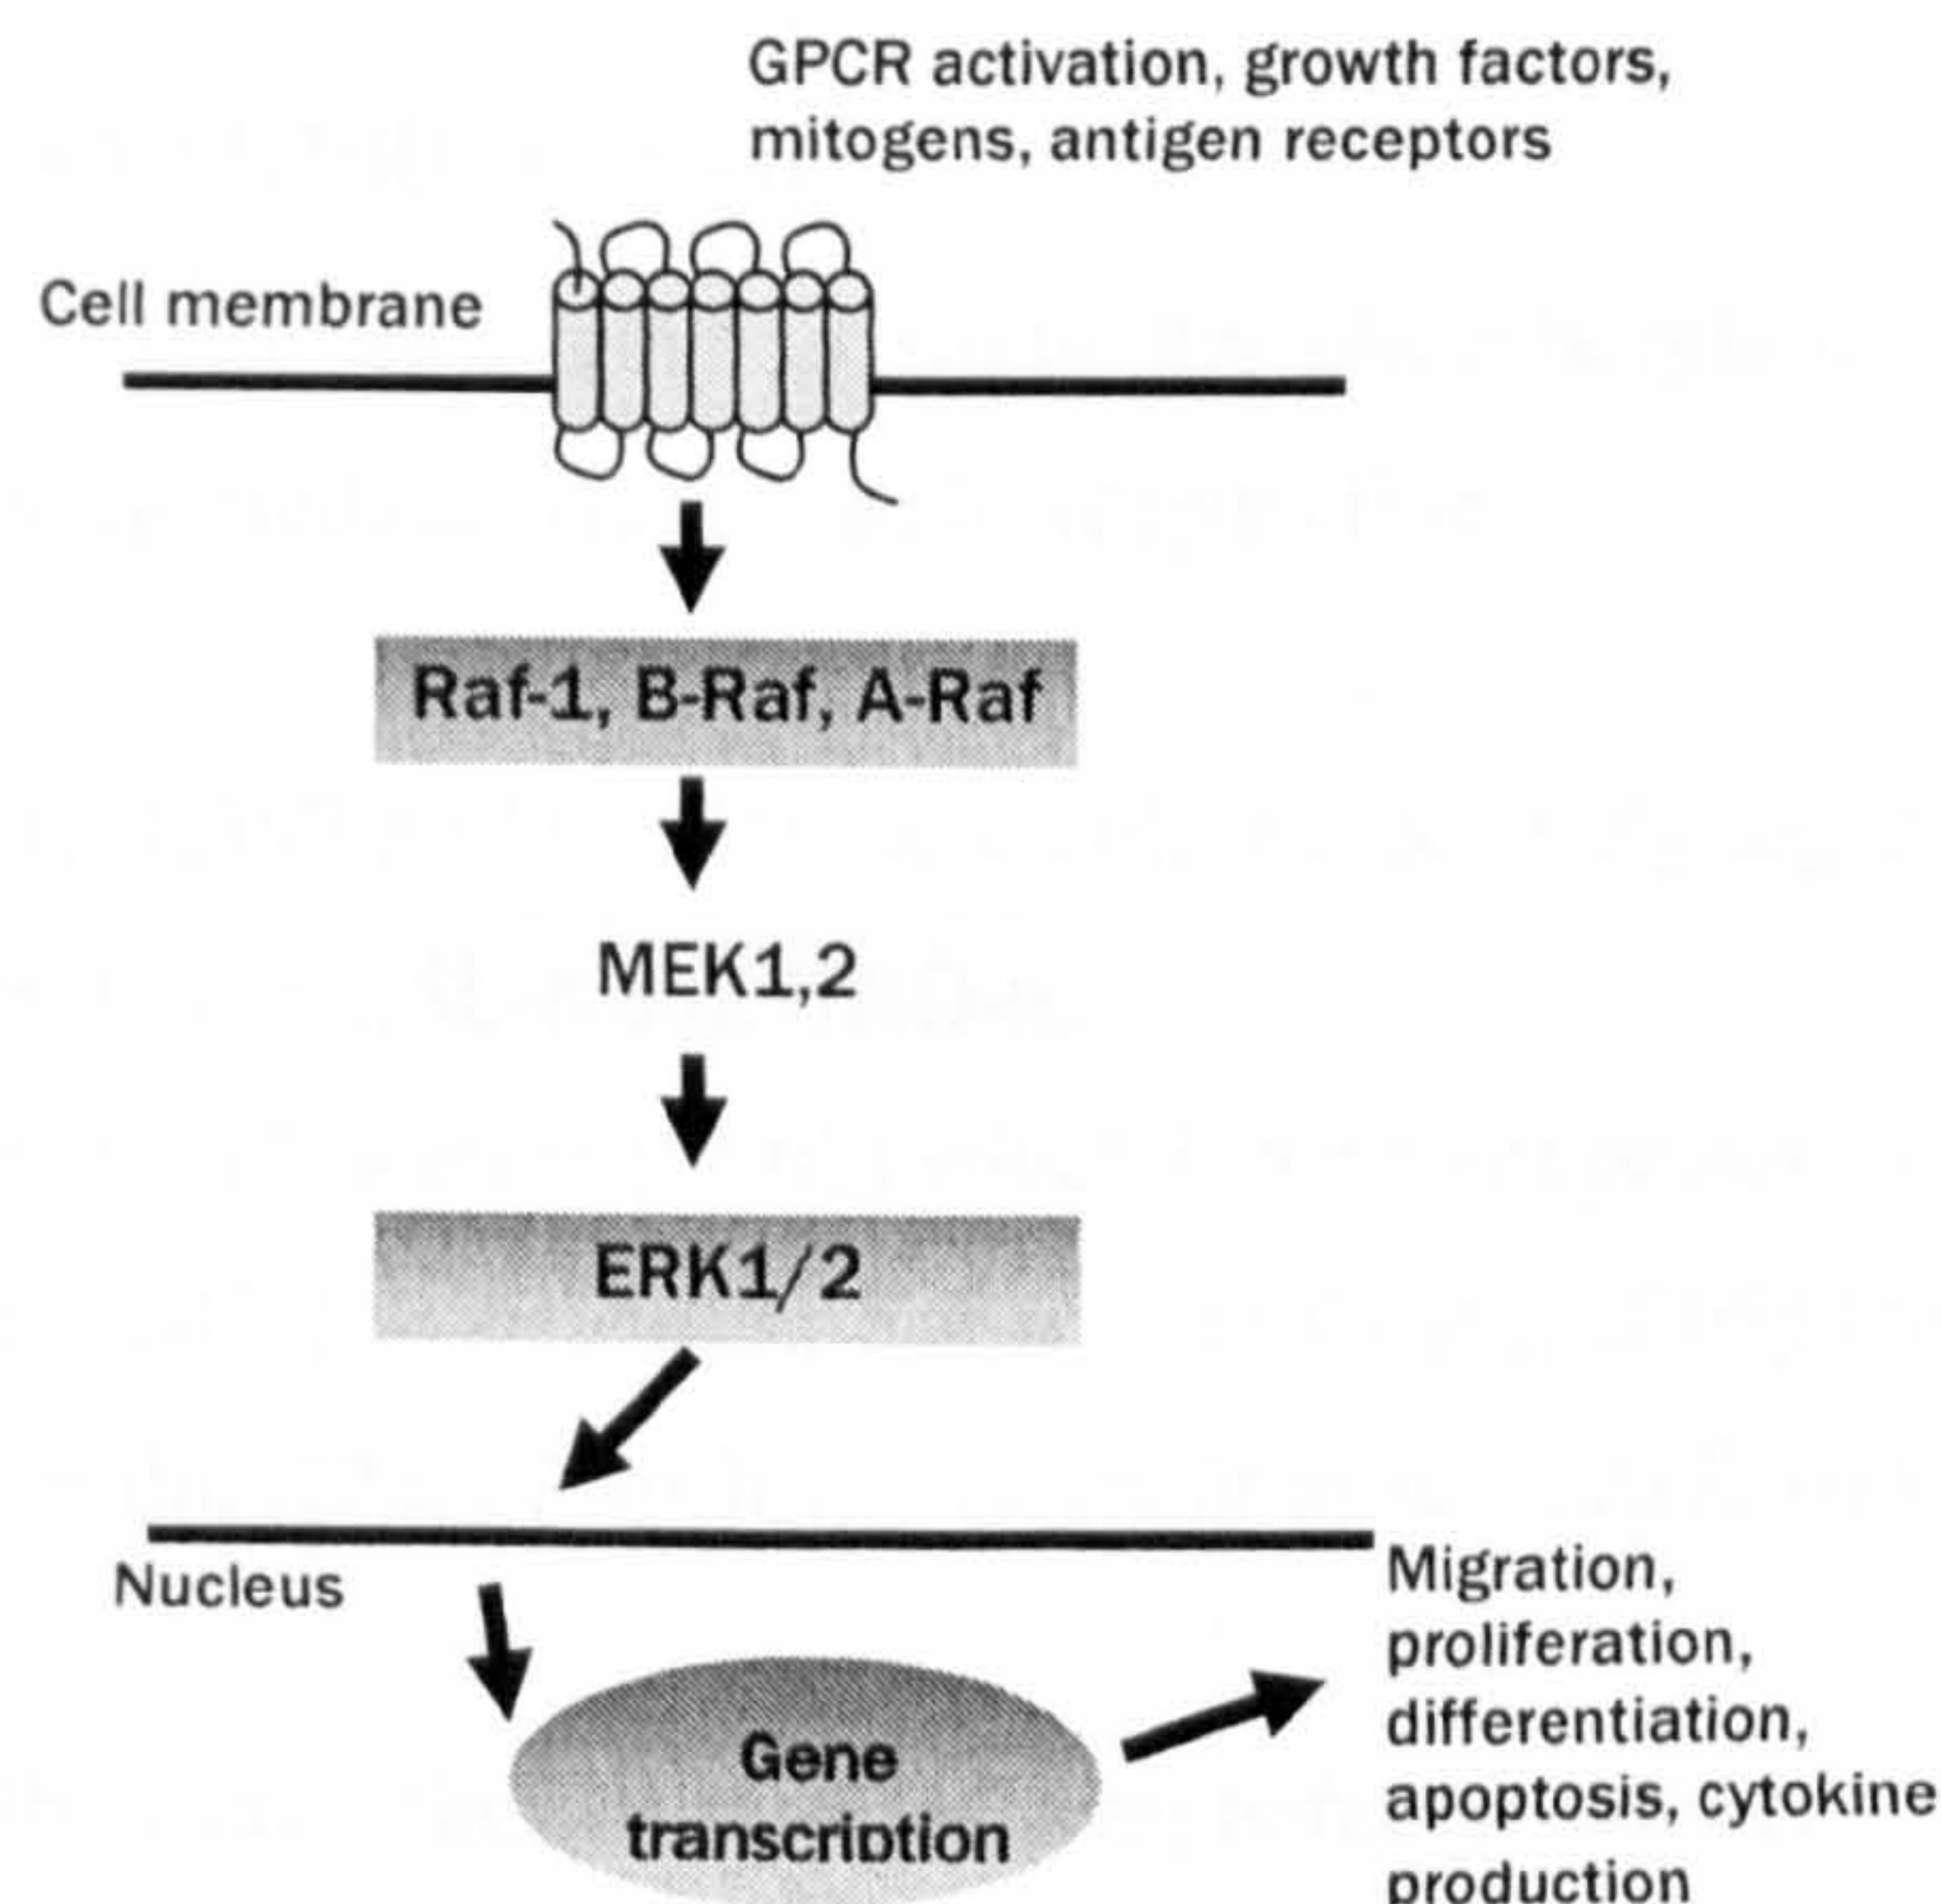 GPCR activation, growth factors,
mitogens, antigen receptors
Cell membrane
Raf-1, B-Raf, A-Raf
MEK1,2
ERK1/2
Nucleus
Gene
transcription
Migration,
proliferation,
differentiation,
apoptosis, cytokine
production